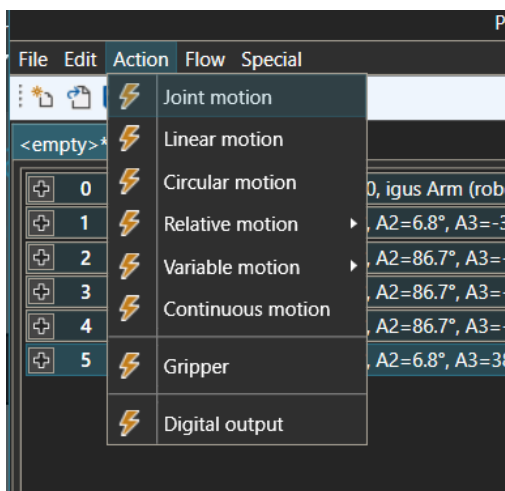 P
File Edit Action Flow Special
Joint motion
<empty>* Linear motion
0 Circular motion 0, igus Arm (rob
1 Relative motion , A2=6.8°, A3=-3
2 Variable motion , A2=86.7°, A3=-
3 Continuous motion , A2=86.7°, A3=-
4 , A2=86.7°, A3=-
5 Gripper , A2=6.8°, A3=38
Digital output